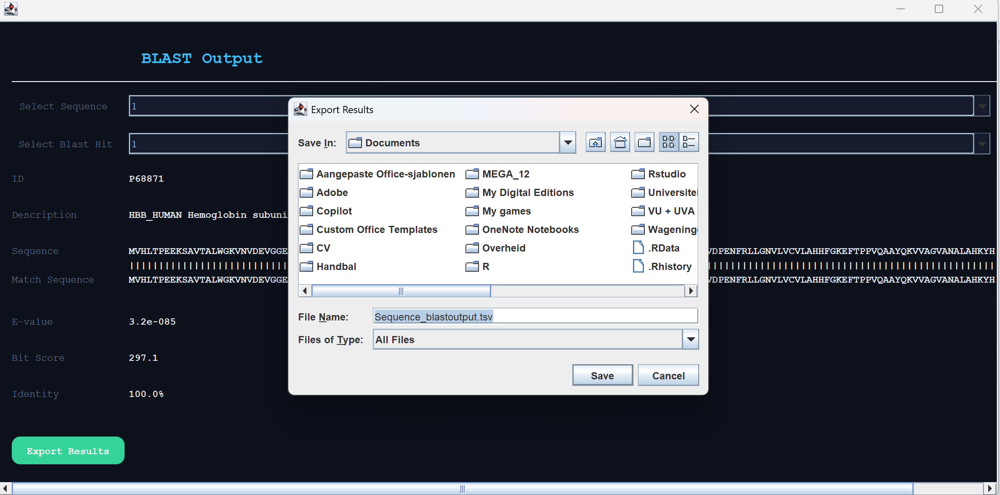 BLAST Output
Select Sequence 1
Select Blast Hit 1
ID P68871
Description HBB_HUMAN Hemoglobin subuni
Sequence MVHLTPEEKSAVTALWGKVNVDEVGGE VDPENFRLLGNVLVCVLAHHFGKEFTPPVQAAYQKVVAGVANALAHKYH
Match Sequence MVHLTPEEKSAVTALWGKVNVDEVGGE VDPENFRLLGNVLVCVLAHHFGKEFTPPVQAAYQKVVAGVANALAHKYH
E-value 3.2e-085
Bit Score 297.1
Identity 100.0%
Export Results
Export Results
Save In: Documents
Aangepaste Office-sjablonen
Adobe
Copilot
Custom Office Templates
CV
Handbal
MEGA_12
My Digital Editions
My games
OneNote Notebooks
Overheid
R
Rstudio
Universitei
VU + UVA
Wageninge
.RData
.Rhistory
File Name: Sequence_blastoutput.tsv
Files of Type: All Files
Save
Cancel